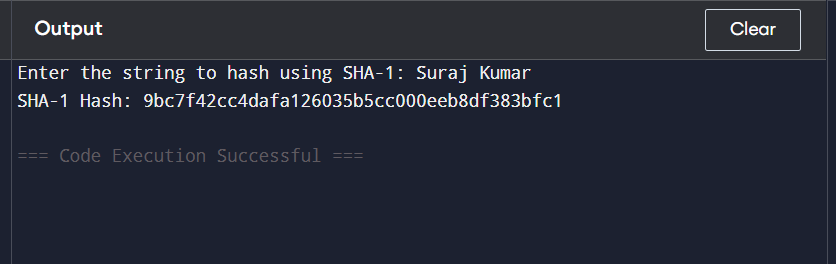 Output
Clear
Enter the string to hash using SHA-1: Suraj Kumar
SHA-1 Hash: 9bc7f42cc4dafa126035b5cc000eeb8df383bfc1
=== Code Execution Successful ===